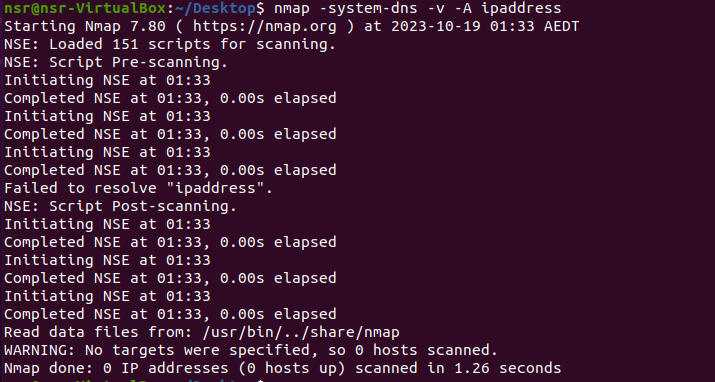 nsr@nsr-VirtualBox:~/Desktop$ nmap -system-dns -v -A ipaddress
Starting Nmap 7.80 ( https://nmap.org ) at 2023-10-19 01:33 AEDT
NSE: Loaded 151 scripts for scanning.
NSE: Script Pre-scanning.
Initiating NSE at 01:33
Completed NSE at 01:33, 0.00s elapsed
Initiating NSE at 01:33
Completed NSE at 01:33, 0.00s elapsed
Initiating NSE at 01:33
Completed NSE at 01:33, 0.00s elapsed
Failed to resolve "ipaddress".
NSE: Script Post-scanning.
Initiating NSE at 01:33
Completed NSE at 01:33, 0.00s elapsed
Initiating NSE at 01:33
Completed NSE at 01:33, 0.00s elapsed
Initiating NSE at 01:33
Completed NSE at 01:33, 0.00s elapsed
Read data files from: /usr/bin/../share/nmap
WARNING: No targets were specified, so 0 hosts scanned.
Nmap done: 0 IP addresses (0 hosts up) scanned in 1.26 seconds